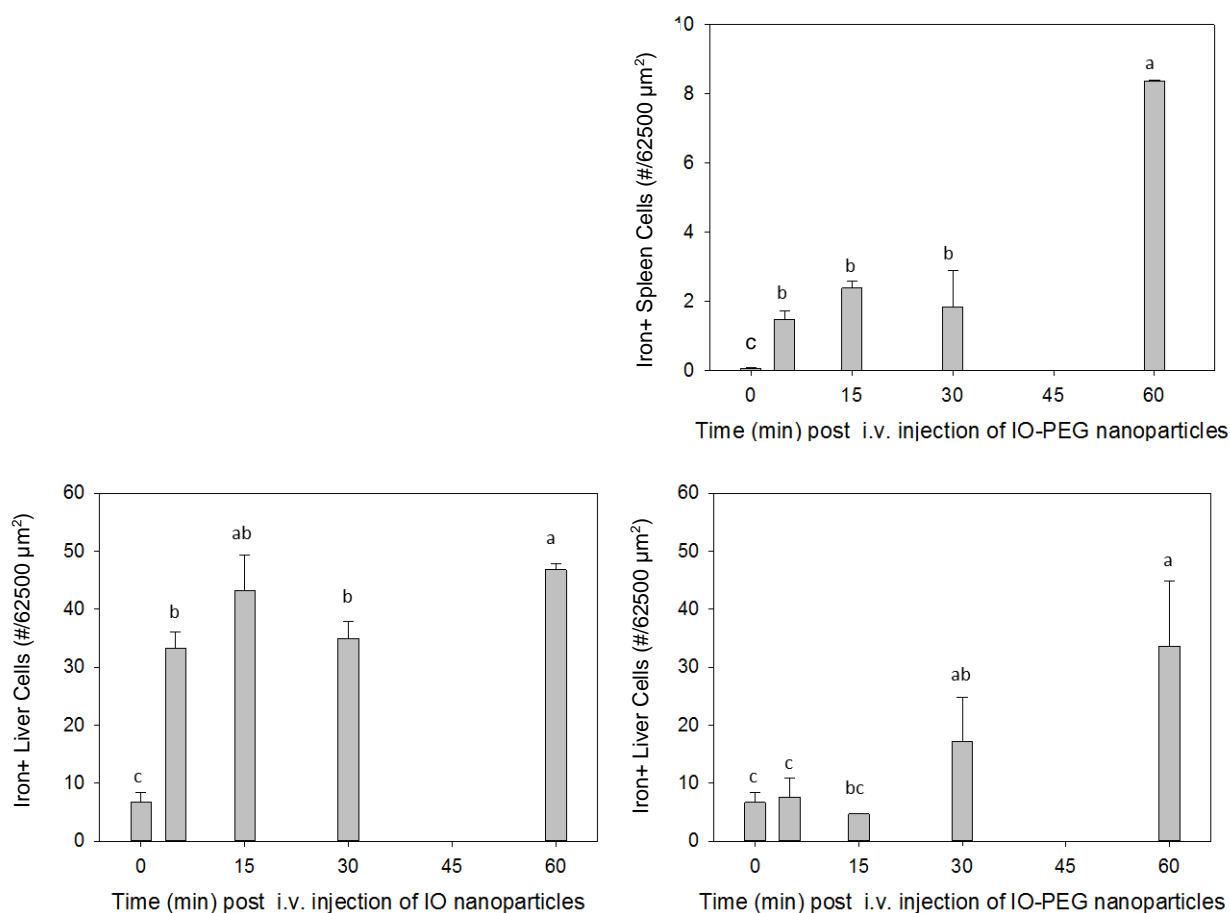 Iron+ Spleen Cells (#/62500 µm²)
10
8
6
4
2
0
c
b
b
b
a
0 15 30 45 60
Time (min) post i.v. injection of IO-PEG nanoparticles
Iron+ Liver Cells (#/62500 µm²)
60
50
40
30
20
10
0
c
b
ab
b
a
0 15 30 45 60
Time (min) post i.v. injection of IO nanoparticles
Iron+ Liver Cells (#/62500 µm²)
60
50
40
30
20
10
0
c
c
bc
ab
a
0 15 30 45 60
Time (min) post i.v. injection of IO-PEG nanoparticles